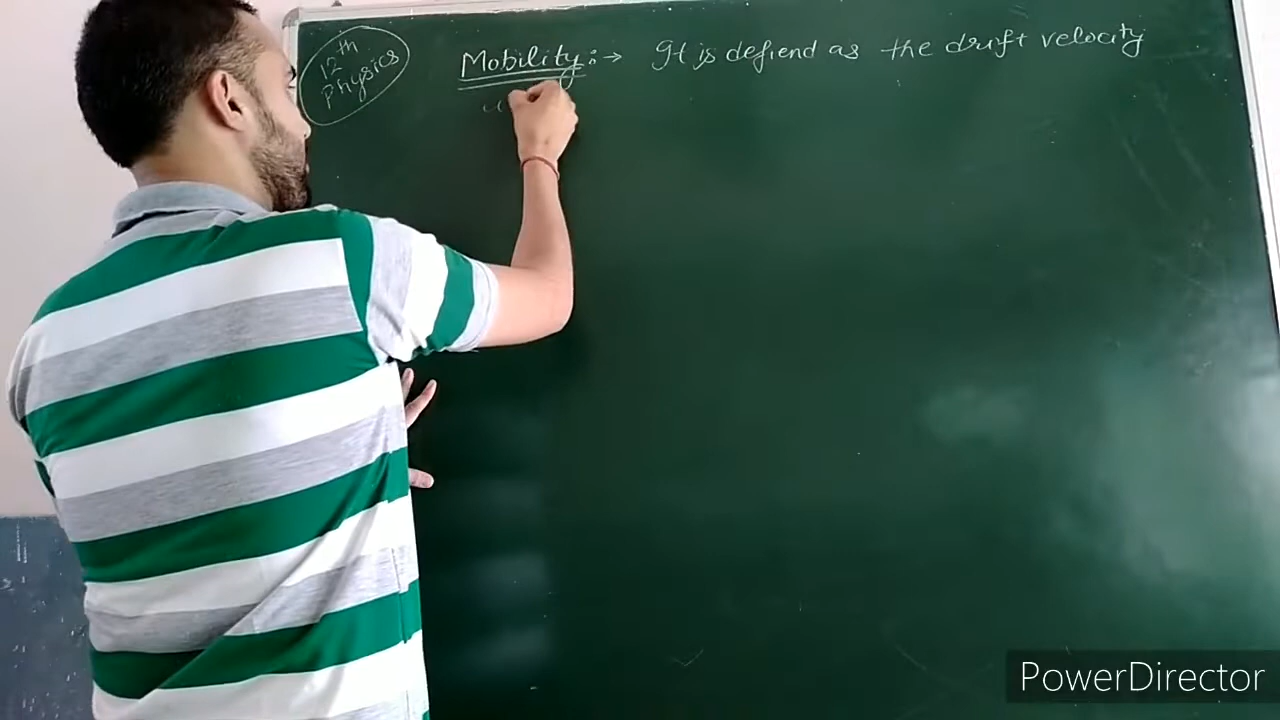 12th
Physics
Mobility:→ It is defiend as the drift velocity
PowerDirector